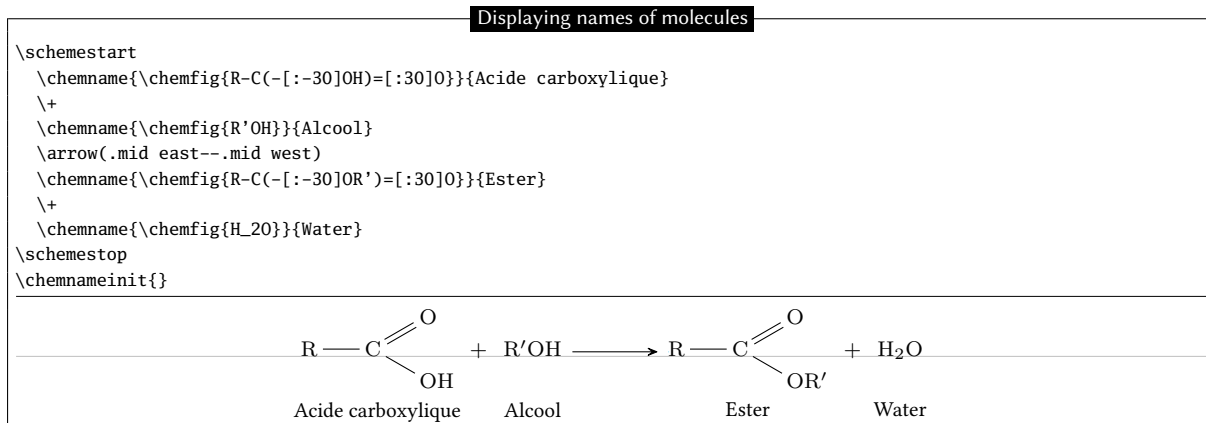 Displaying names of molecules
\schemestart
\chemname{\chemfig{R-C(-[:-30]OH)=[:30]O}}{Acide carboxylique}
\+
\chemname{\chemfig{R’OH}}{Alcool}
\arrow(.mid east--.mid west)
\chemname{\chemfig{R-C(-[:-30]OR’)=[:30]O}}{Ester}
\+
\chemname{\chemfig{H_2O}}{Water}
\schemestop
\chemnameinit{}
O O
R C + R′OH R C + H₂O
OH OR′
Acide carboxylique Alcool Ester Water